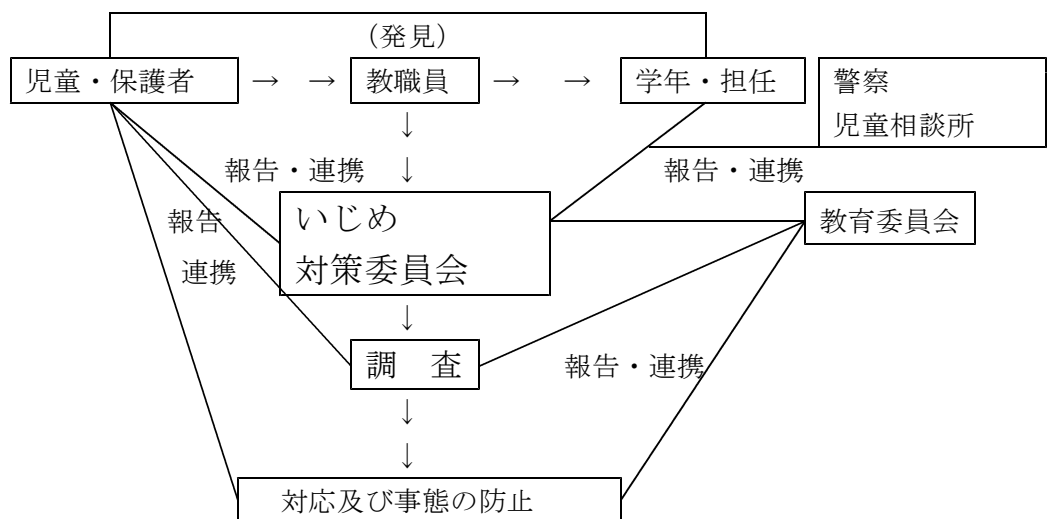 (発見)
児童・保護者 → → 教職員 → → 学年・担任
警察
児童相談所
↓
報告・連携 ↓ 報告・連携
いじめ
対策委員会
教育委員会
報告
連携
↓
調 査
報告・連携
↓
↓
対応及び事態の防止